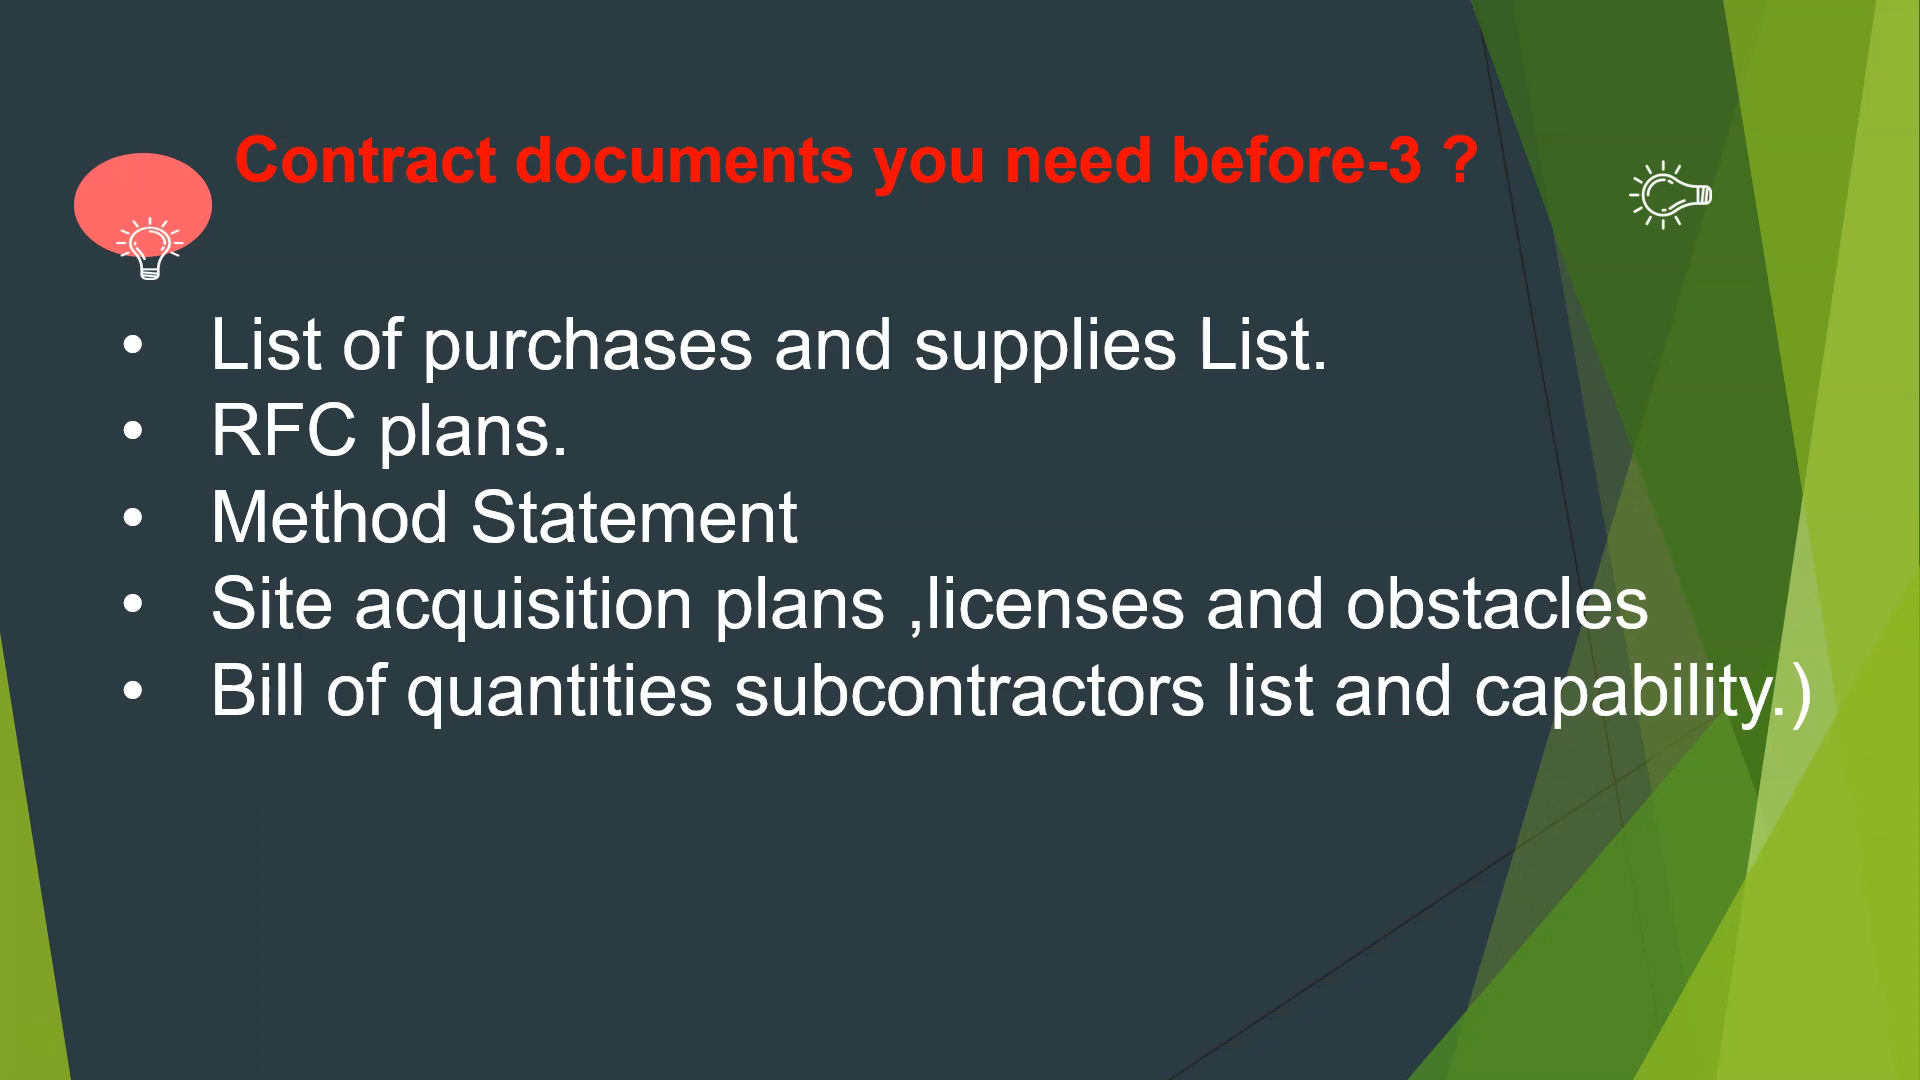 Contract documents you need before-3 ?
• List of purchases and supplies List.
• RFC plans.
• Method Statement
• Site acquisition plans ,licenses and obstacles
• Bill of quantities subcontractors list and capability.)